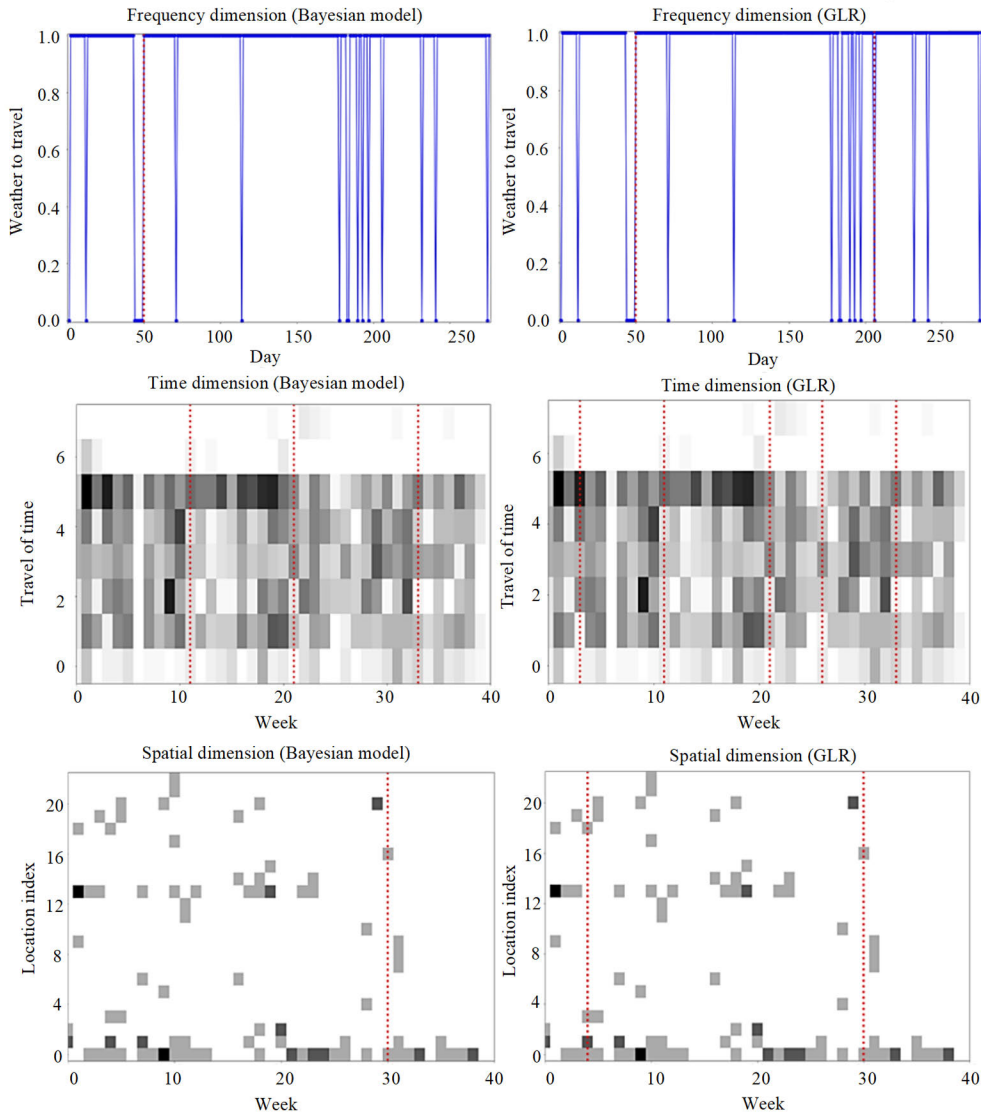 Frequency dimension (Bayesian model)
Frequency dimension (GLR)
Weather to travel
1.0
0.8
0.6
0.4
0.2
0.0
0 50 100 150 200 250
Day
Weather to travel
1.0
0.8
0.6
0.4
0.2
0.0
0 50 100 150 200 250
Day
Time dimension (Bayesian model)
Time dimension (GLR)
Travel of time
6
4
2
0
0 10 20 30 40
Week
Travel of time
6
4
2
0
0 10 20 30 40
Week
Spatial dimension (Bayesian model)
Spatial dimension (GLR)
Location index
20
16
12
8
4
0
0 10 20 30 40
Week
Location index
20
16
12
8
4
0
0 10 20 30 40
Week